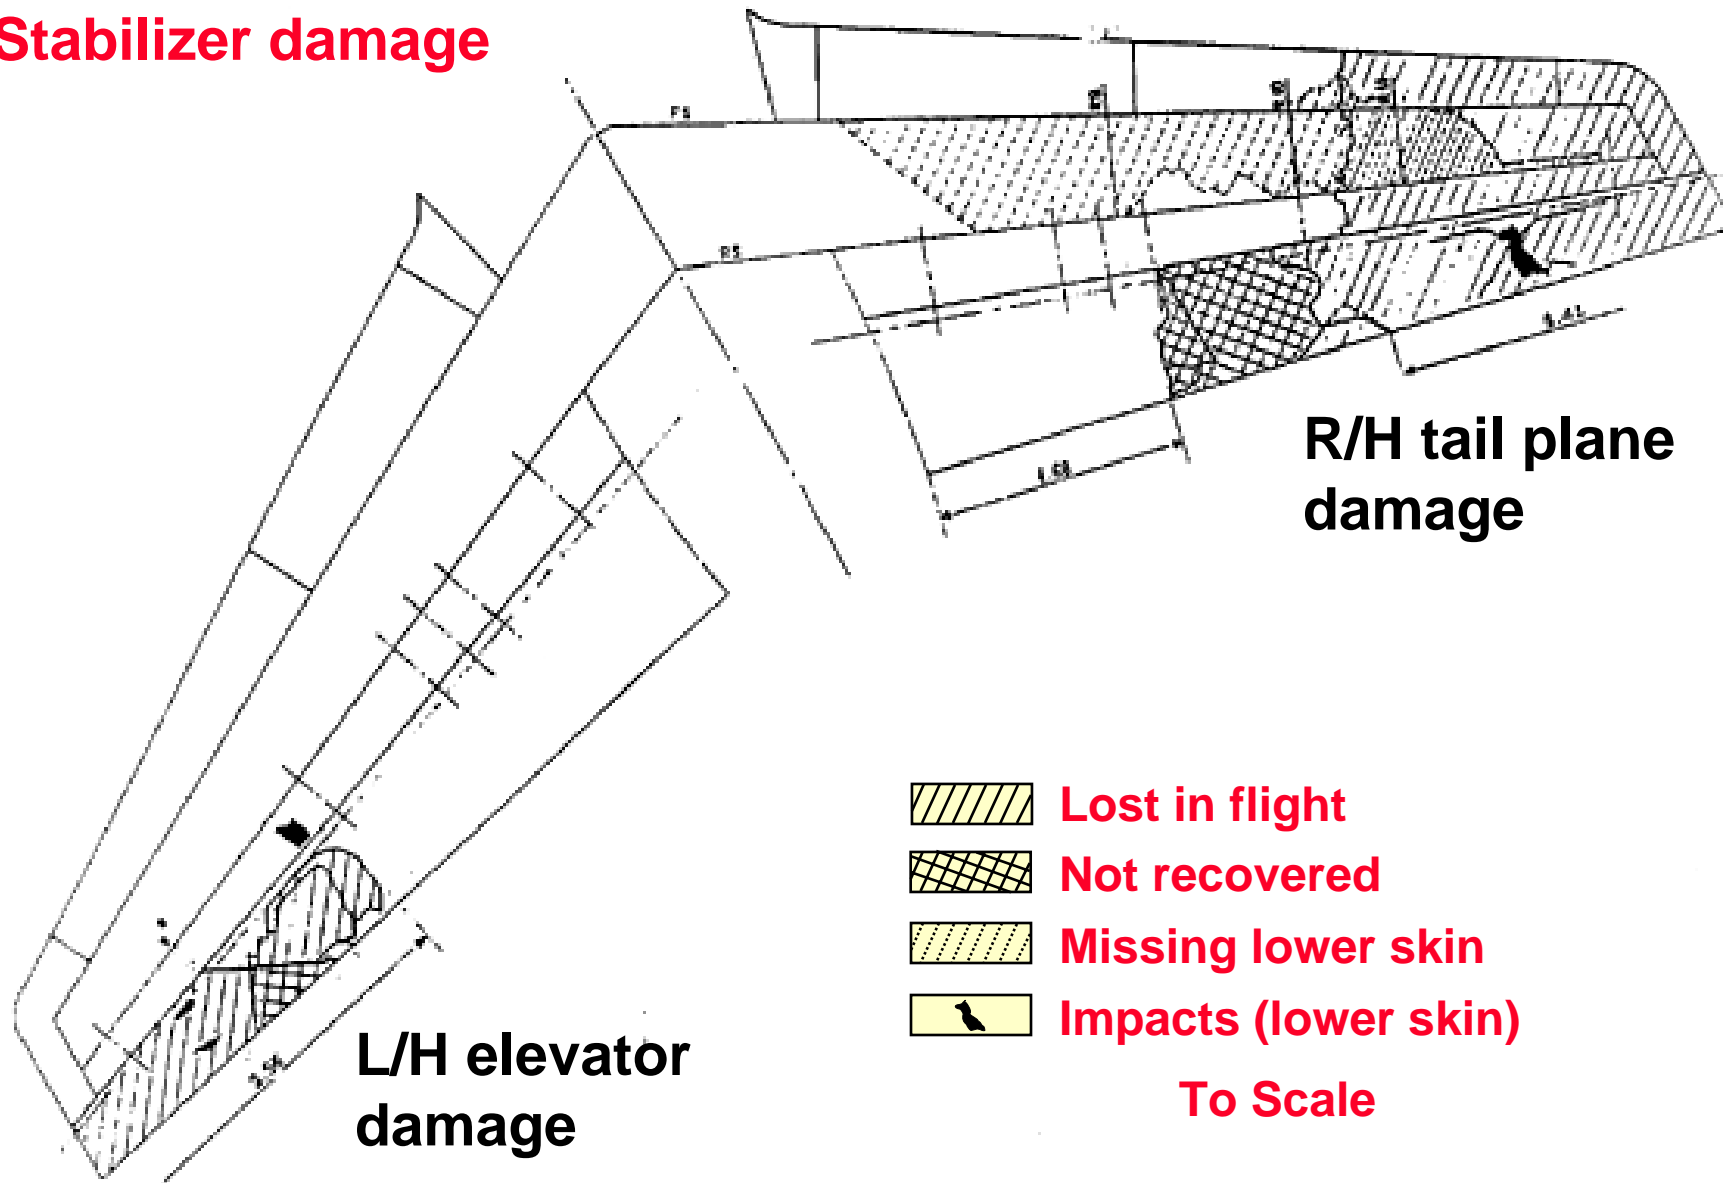 Stabilizer damage
R/H tail plane
damage
Lost in flight
Not recovered
Missing lower skin
Impacts (lower skin)
To Scale
L/H elevator
damage